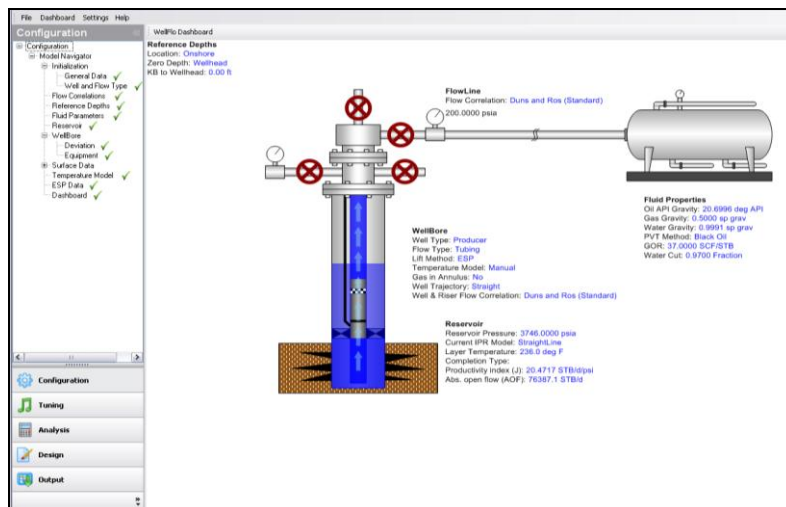 File Dashboard Settings Help
Configuration
WellFlo Dashboard
Configuration
Model Navigator
Initialization
General Data
Well and Flow Type
Flow Correlations
Reference Depths
Fluid Parameters
Reservoir
WellBore
Deviation
Equipment
Surface Data
Temperature Model
ESP Data
Dashboard
Configuration
Tuning
Analysis
Design
Output
Reference Depths
Location: Onshore
Zero Depth: Wellhead
KB to Wellhead: 0.00 ft
FlowLine
Flow Correlation: Duns and Ros (Standard)
200.0000 psia
Fluid Properties
Oil API Gravity: 20.6996 deg API
Gas Gravity: 0.5000 sp grav
Water Gravity: 0.9991 sp grav
PVT Method: Black Oil
GOR: 37.0000 SCF/STB
Water Cut: 0.9700 Fraction
WellBore
Well Type: Producer
Flow Type: Tubing
Lift Method: ESP
Temperature Model: Manual
Gas in Annulus: No
Well Trajectory: Straight
Well & Riser Flow Correlation: Duns and Ros (Standard)
Reservoir
Reservoir Pressure: 3746.0000 psia
Current IPR Model: StraightLine
Layer Temperature: 236.0 deg F
Completion Type:
Productivity index (J): 20.4717 STB/d/psi
Abs. open flow (AOF): 76387.1 STB/d